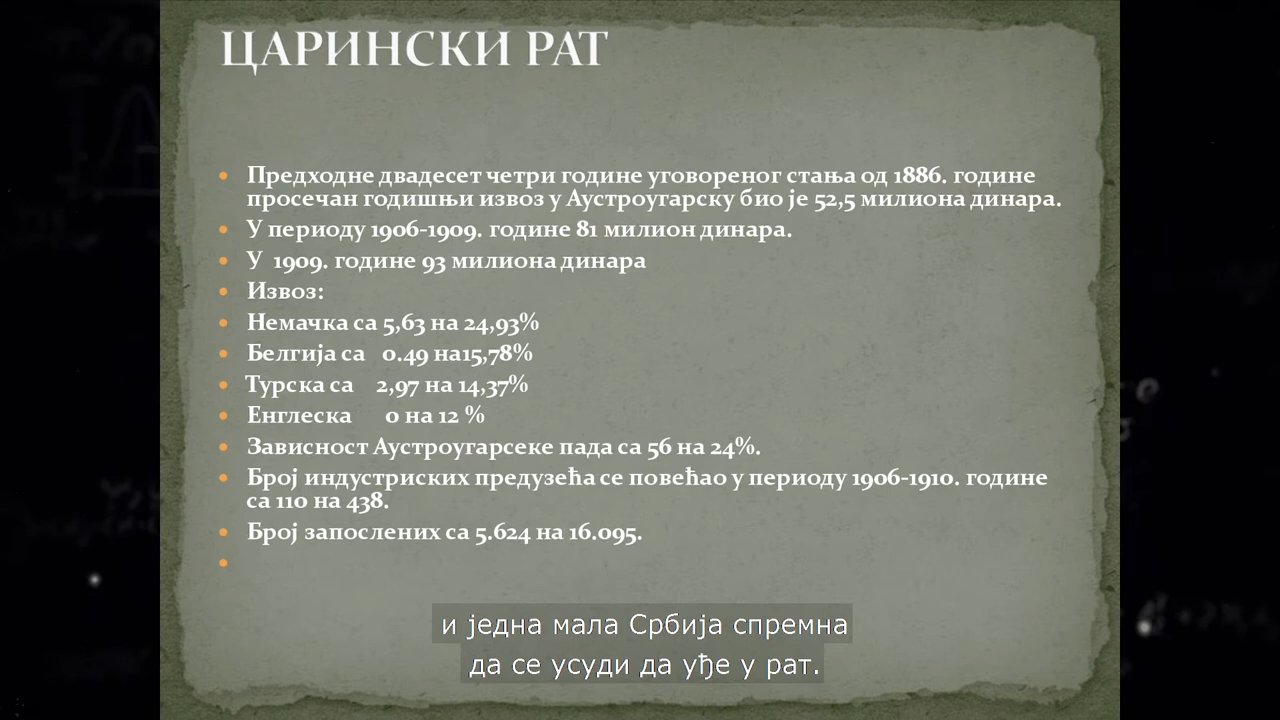 ЦАРИНСКИ РАТ
• Предходне двадесет четри године уговореног стања од 1886. године
просечан годишњи извоз у Аустроугарску био је 52,5 милиона динара.
• У периоду 1906-1909. године 81 милион динара.
• У 1909. године 93 милиона динара
• Извоз:
• Немачка са 5,63 на 24,93%
• Белгија са 0.49 на15,78%
• Турска са 2,97 на 14,37%
• Енглеска 0 на 12 %
• Зависност Аустроугарсеке пада са 56 на 24%.
• Број индустриских предузећа се повећао у периоду 1906-1910. године
са 110 на 438.
• Број запослених са 5.624 на 16.095.
•
и једна мала Србија спремна
да се усуди да уђе у рат.